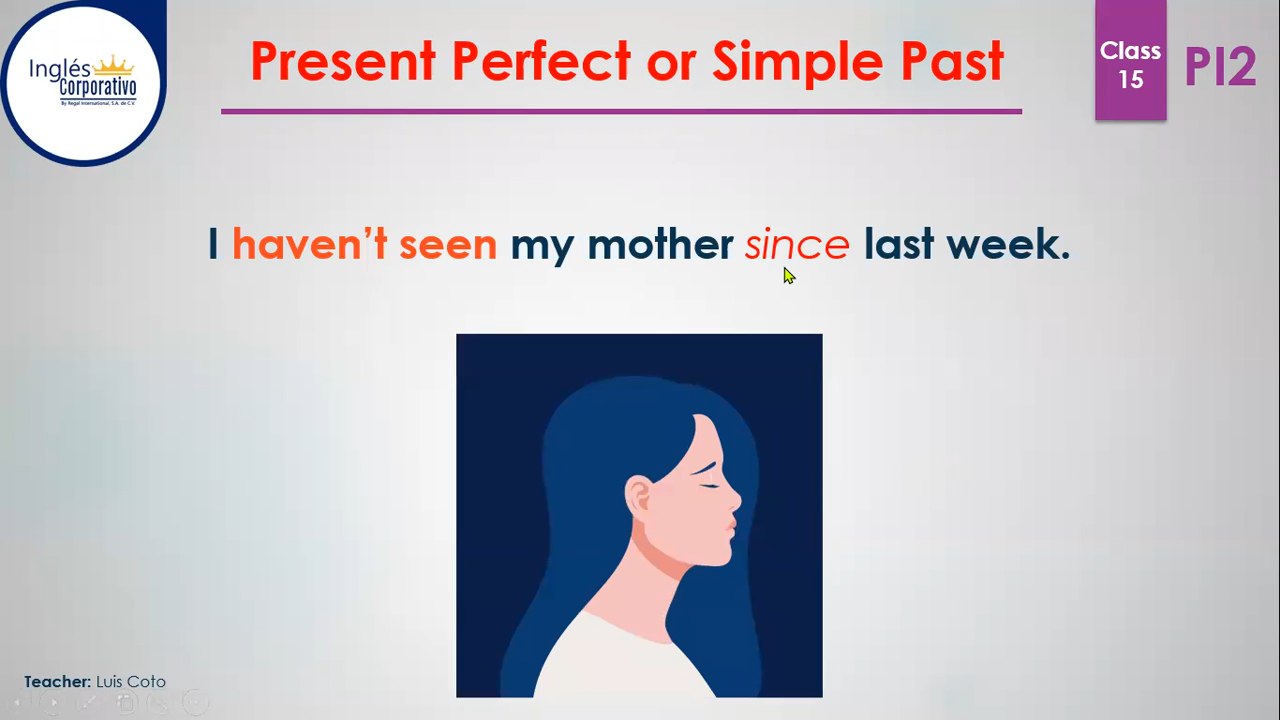 Inglés
Corporativo
By Regal International, S.A. de C.V.
Present Perfect or Simple Past
Class
15
PI2
I haven’t seen my mother since last week.
Teacher: Luis Coto